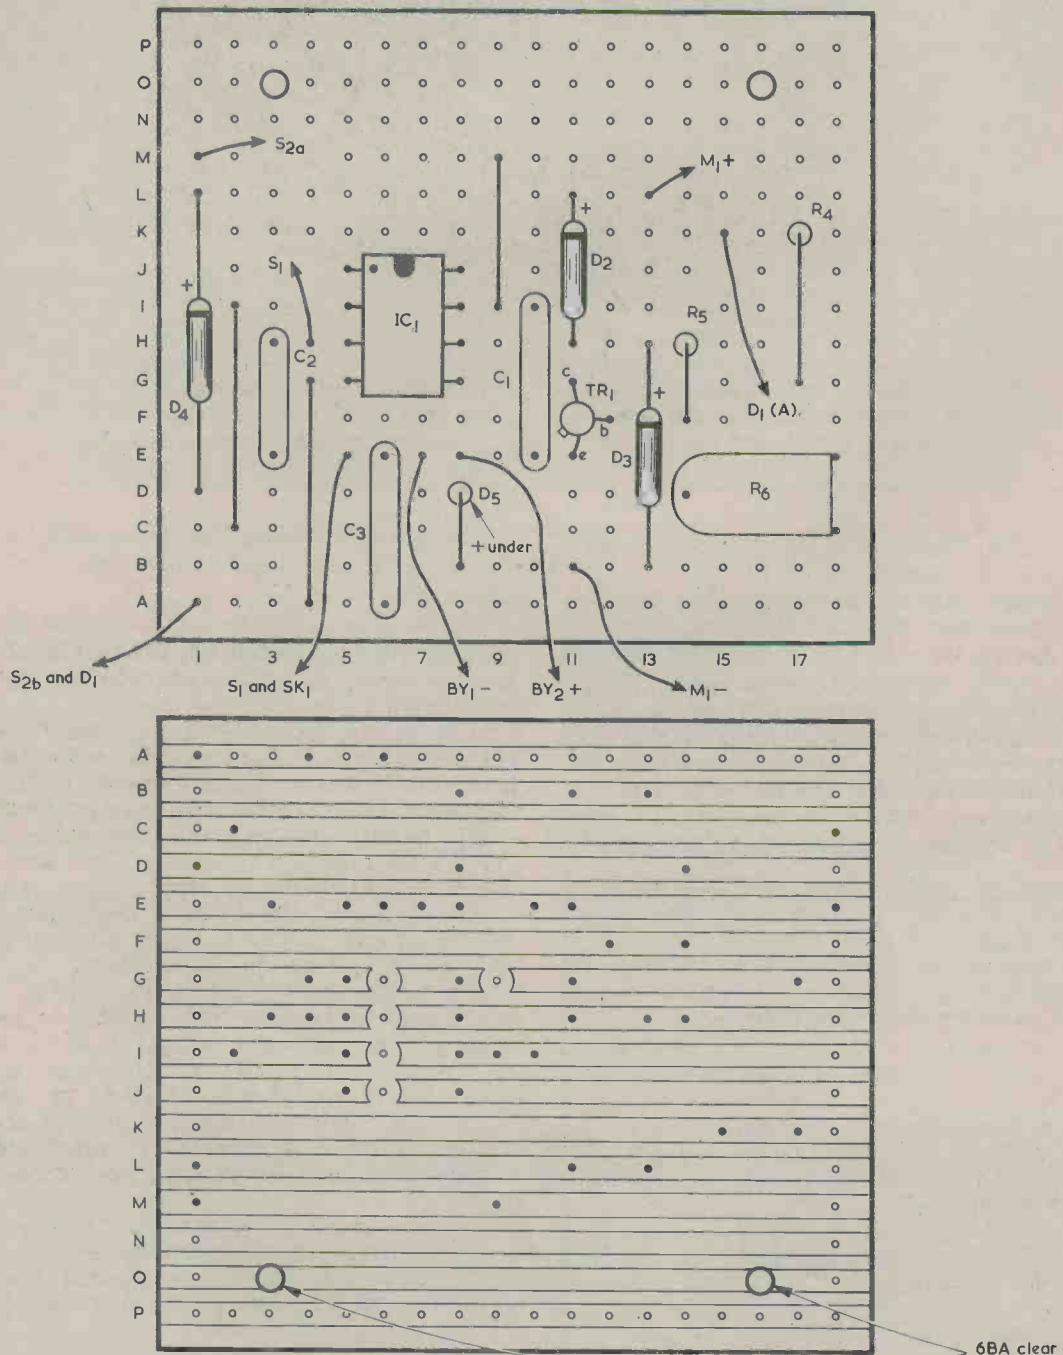 P
O
N
M
L
K
J
I
H
G
F
E
D
C
B
A
S2a
M1+
R4
+
D2
S1
+
IC1
R5
C2
C1
c
TR1
+
D1 (A).
D4
b
e
D3
R6
D5
C3
+under
1 3 5 7 9 11 13 15 17
S2b and D1
S1 and SK1
BY1 −
BY2 +
M1−
A
B
C
D
E
F
G
H
I
J
K
L
M
N
O
P
6BA clear